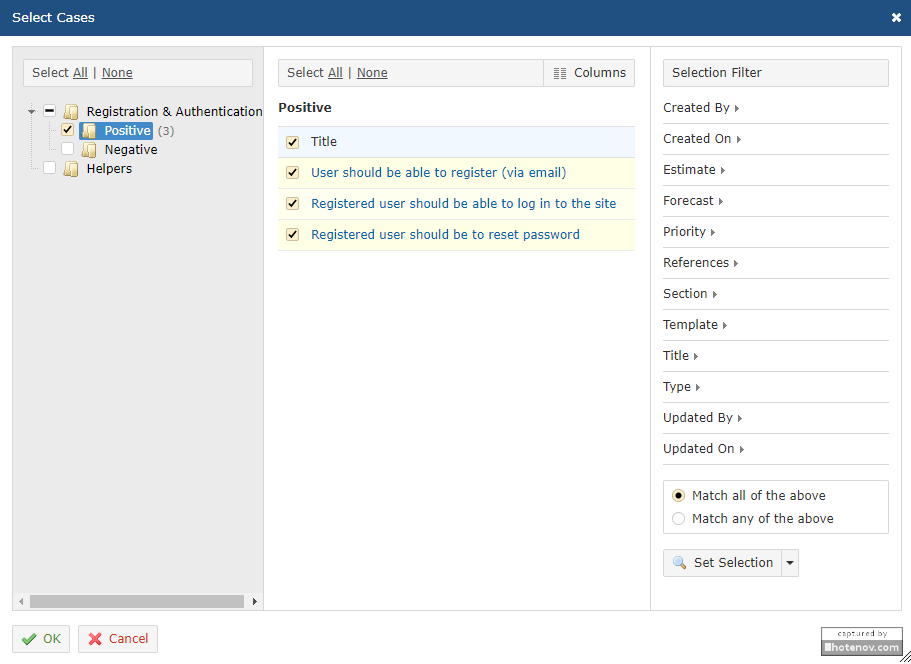 Select Cases
Select All | None
Registration & Authentication
Positive (3)
Negative
Helpers
Select All | None
Columns
Positive
Title
User should be able to register (via email)
Registered user should be able to log in to the site
Registered user should be to reset password
Selection Filter
Created By
Created On
Estimate
Forecast
Priority
References
Section
Template
Title
Type
Updated By
Updated On
Match all of the above
Match any of the above
Set Selection
OK
Cancel
captured by
hotenov.com